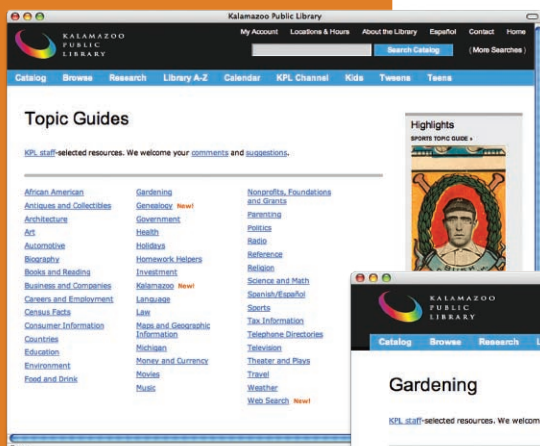 Kalamazoo Public Library
KALAMAZOO
PUBLIC
LIBRARY
My Account Locations & Hours About the Library Español Contact Home
Search Catalog (More Searches)
Catalog Browse Research Library A-Z Calendar KPL Channel Kids Tweens Teens
Topic Guides
KPL staff-selected resources. We welcome your comments and suggestions.
African American
Antiques and Collectibles
Architecture
Art
Automotive
Biography
Books and Reading
Business and Companies
Careers and Employment
Census Facts
Consumer Information
Countries
Education
Environment
Food and Drink
Gardening
Genealogy New!
Government
Health
Holidays
Homework Helpers
Investment
Kalamazoo New!
Language
Law
Maps and Geographic
Information
Michigan
Money and Currency
Movies
Music
Nonprofits, Foundations
and Grants
Parenting
Politics
Radio
Reference
Religion
Science and Math
Spanish/Español
Sports
Tax Information
Telephone Directories
Television
Theater and Plays
Travel
Weather
Web Search New!
Highlights
SPORTS TOPIC GUIDE
KALAMAZOO
PUBLIC
LIBRARY
Catalog Browse Research L
Gardening
KPL staff-selected resources. We welcom